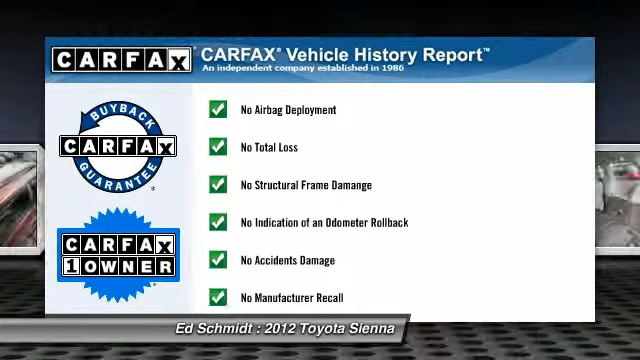 CARFAX
CARFAX® Vehicle History Report™
An independent company established in 1986
BUYBACK
CARFAX
GUARANTEE
®
CARFAX
1 OWNER
No Airbag Deployment
No Total Loss
No Structural Frame Damange
No Indication of an Odometer Rollback
No Accidents Damage
No Manufacturer Recall
Ed Schmidt : 2012 Toyota Sienna